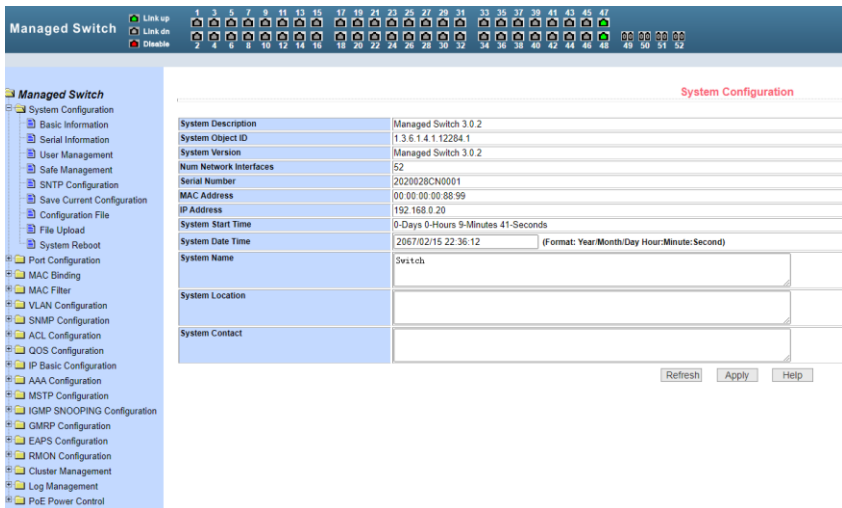 Managed Switch
Link up
Link dn
Disable
1 3 5 7 9 11 13 15 17 19 21 23 25 27 29 31 33 35 37 39 41 43 45 47
2 4 6 8 10 12 14 16 18 20 22 24 26 28 30 32 34 36 38 40 42 44 46 48 49 50 51 52
Managed Switch
System Configuration
Basic Information
Serial Information
User Management
Safe Management
SNTP Configuration
Save Current Configuration
Configuration File
File Upload
System Reboot
Port Configuration
MAC Binding
MAC Filter
VLAN Configuration
SNMP Configuration
ACL Configuration
QOS Configuration
IP Basic Configuration
AAA Configuration
MSTP Configuration
IGMP SNOOPING Configuration
GMRP Configuration
EAPS Configuration
RMON Configuration
Cluster Management
Log Management
PoE Power Control
System Configuration
System Description Managed Switch 3.0.2
System Object ID 1.3.6.1.4.1.12284.1
System Version Managed Switch 3.0.2
Num Network Interfaces 52
Serial Number 2020028CN0001
MAC Address 00:00:00:00:88:99
IP Address 192.168.0.20
System Start Time 0-Days 0-Hours 9-Minutes 41-Seconds
System Date Time 2067/02/15 22:36:12 (Format: Year/Month/Day Hour:Minute:Second)
System Name Switch
System Location
System Contact
Refresh Apply Help